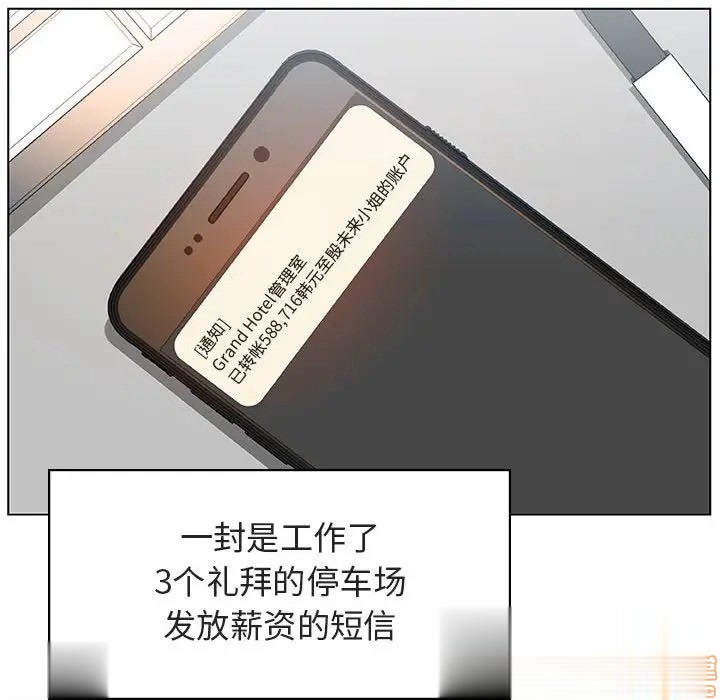 [通知]
Grand Hotel管理室
已转帐588,716韩元至殷未来小姐的账户
一封是工作了
3个礼拜的停车场
发放薪资的短信